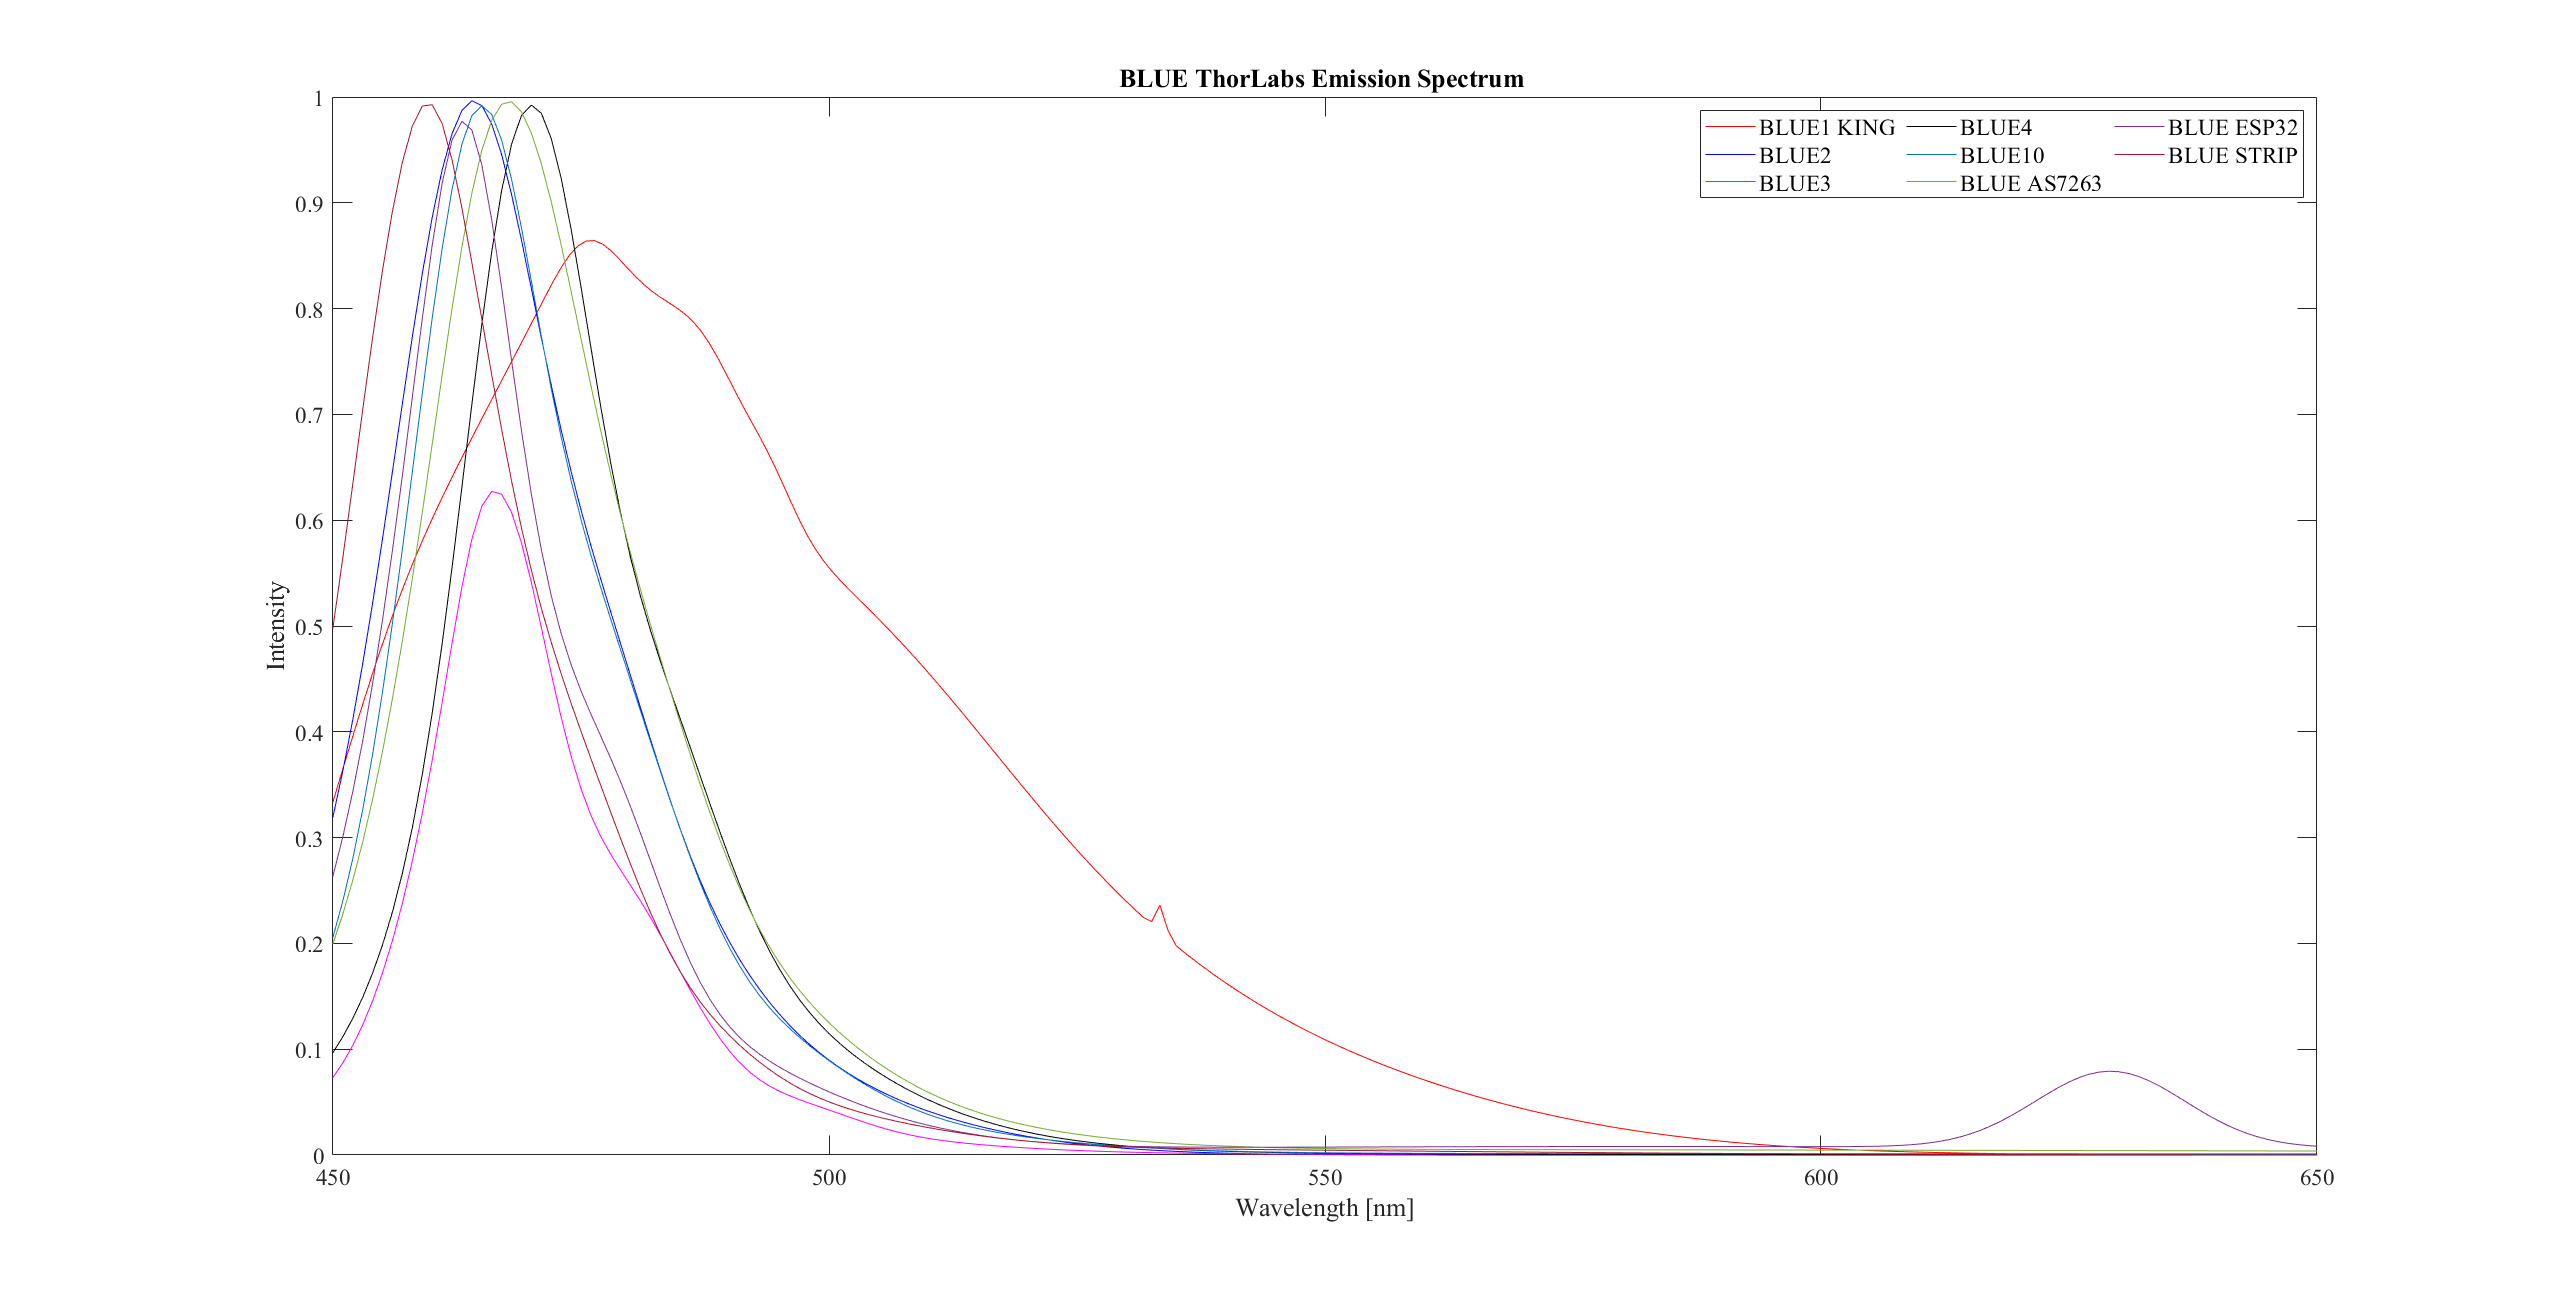 BLUE ThorLabs Emission Spectrum
BLUE1 KING BLUE4 BLUE ESP32
BLUE2 BLUE10 BLUE STRIP
BLUE3 BLUE AS7263
1
0.9
0.8
0.7
0.6
0.5
0.4
0.3
0.2
0.1
0
Intensity
450 500 550 600 650
Wavelength [nm]